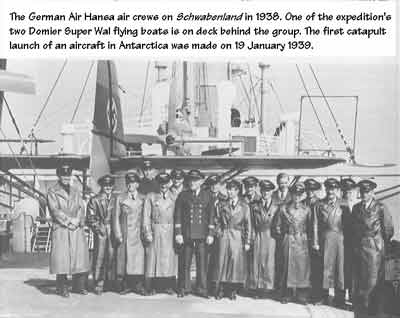 The German Air Hansa air crews on Schwabenland in 1938. One of the expedition's
two Dornier Super Wal flying boats is on deck behind the group. The first catapult
launch of an aircraft in Antarctica was made on 19 January 1939.